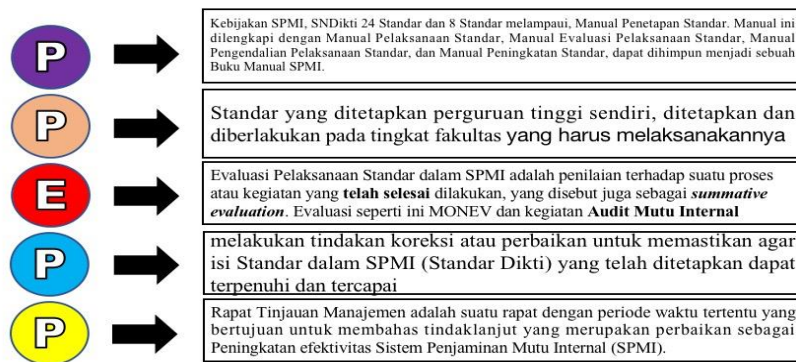 P
Kebijakan SPMI, SNDikti 24 Standar dan 8 Standar melampaui, Manual Penetapan Standar. Manual ini
dilengkapi dengan Manual Pelaksanaan Standar, Manual Evaluasi Pelaksanaan Standar, Manual
Pengendalian Pelaksanaan Standar, dan Manual Peningkatan Standar, dapat dihimpun menjadi sebuah
Buku Manual SPMI.
P
Standar yang ditetapkan perguruan tinggi sendiri, ditetapkan dan
diberlakukan pada tingkat fakultas yang harus melaksanakannya
E
Evaluasi Pelaksanaan Standar dalam SPMI adalah penilaian terhadap suatu proses
atau kegiatan yang telah selesai dilakukan, yang disebut juga sebagai summative
evaluation. Evaluasi seperti ini MONEV dan kegiatan Audit Mutu Internal
P
melakukan tindakan koreksi atau perbaikan untuk memastikan agar
isi Standar dalam SPMI (Standar Dikti) yang telah ditetapkan dapat
terpenuhi dan tercapai
P
Rapat Tinjauan Manajemen adalah suatu rapat dengan periode waktu tertentu yang
bertujuan untuk membahas tindaklanjut yang merupakan perbaikan sebagai
Peningkatan efektivitas Sistem Penjaminan Mutu Internal (SPMI).